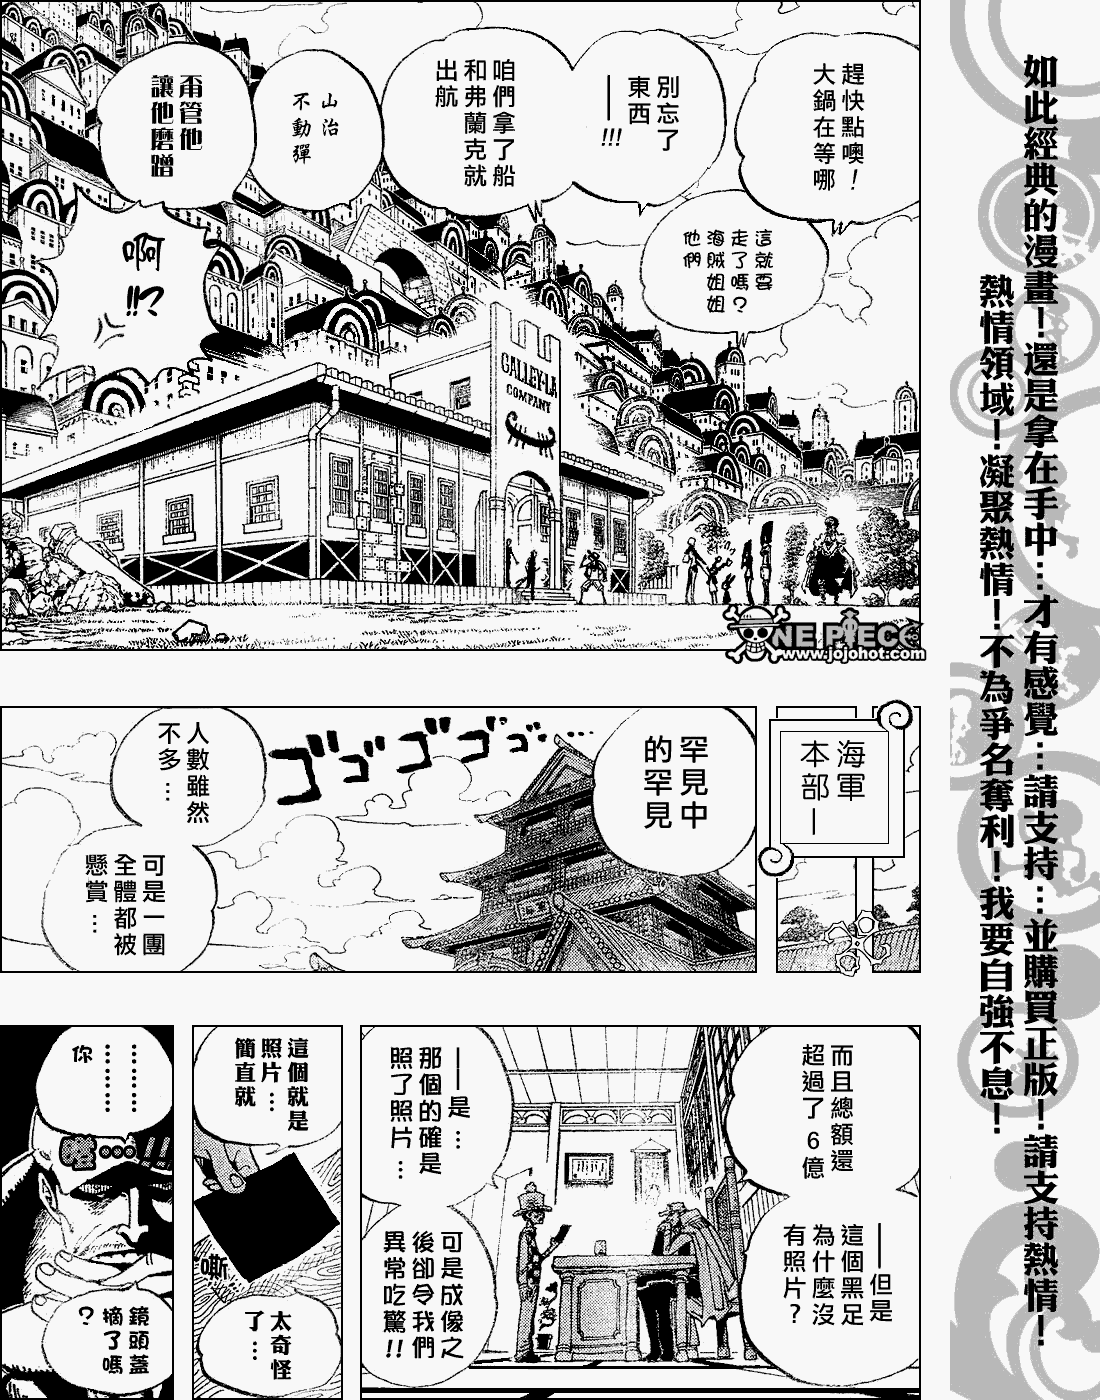 趕快點噢！
大鍋在等哪
別忘了
東西
——!!!
咱們拿了船
和弗蘭克就
出航
山治
不動彈
甭管他
讓他磨蹭
這就要
走了嗎？
海賊姐姐
他們
啊
!!?
GALLEY-LA
COMPANY
ONE PIECE
www.jojohot.com
海軍
本部—
罕見中
的罕見
ゴゴゴゴゴゴ……
人數雖然
不多…
可是一團
全體都被
懸賞…
而且總額還
超過了6億
——但是
這個黑足
為什麼沒
有照片？
——是…
那個的確是
照了照片…
可是成像之
後卻令我們
異常吃驚!!
這個就是
照片…
簡直就
嘶
太奇怪
了…
………
………
你
…!!
鏡頭蓋
摘了嗎
？
如此經典的漫畫！還是拿在手中…才有感覺…請支持…並購買正版！請支持熱情！
熱情領域！凝聚熱情！不為爭名奪利！我要自強不息！